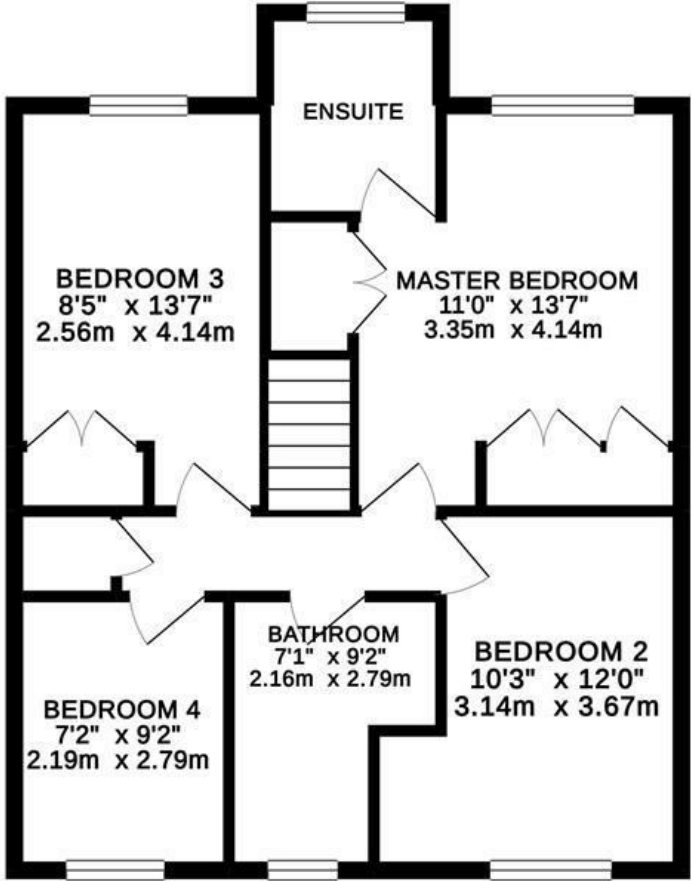 ENSUITE
BEDROOM 3
8'5" x 13'7"
2.56m x 4.14m
MASTER BEDROOM
11'0" x 13'7"
3.35m x 4.14m
BATHROOM
7'1" x 9'2"
2.16m x 2.79m
BEDROOM 2
10'3" x 12'0"
3.14m x 3.67m
BEDROOM 4
7'2" x 9'2"
2.19m x 2.79m